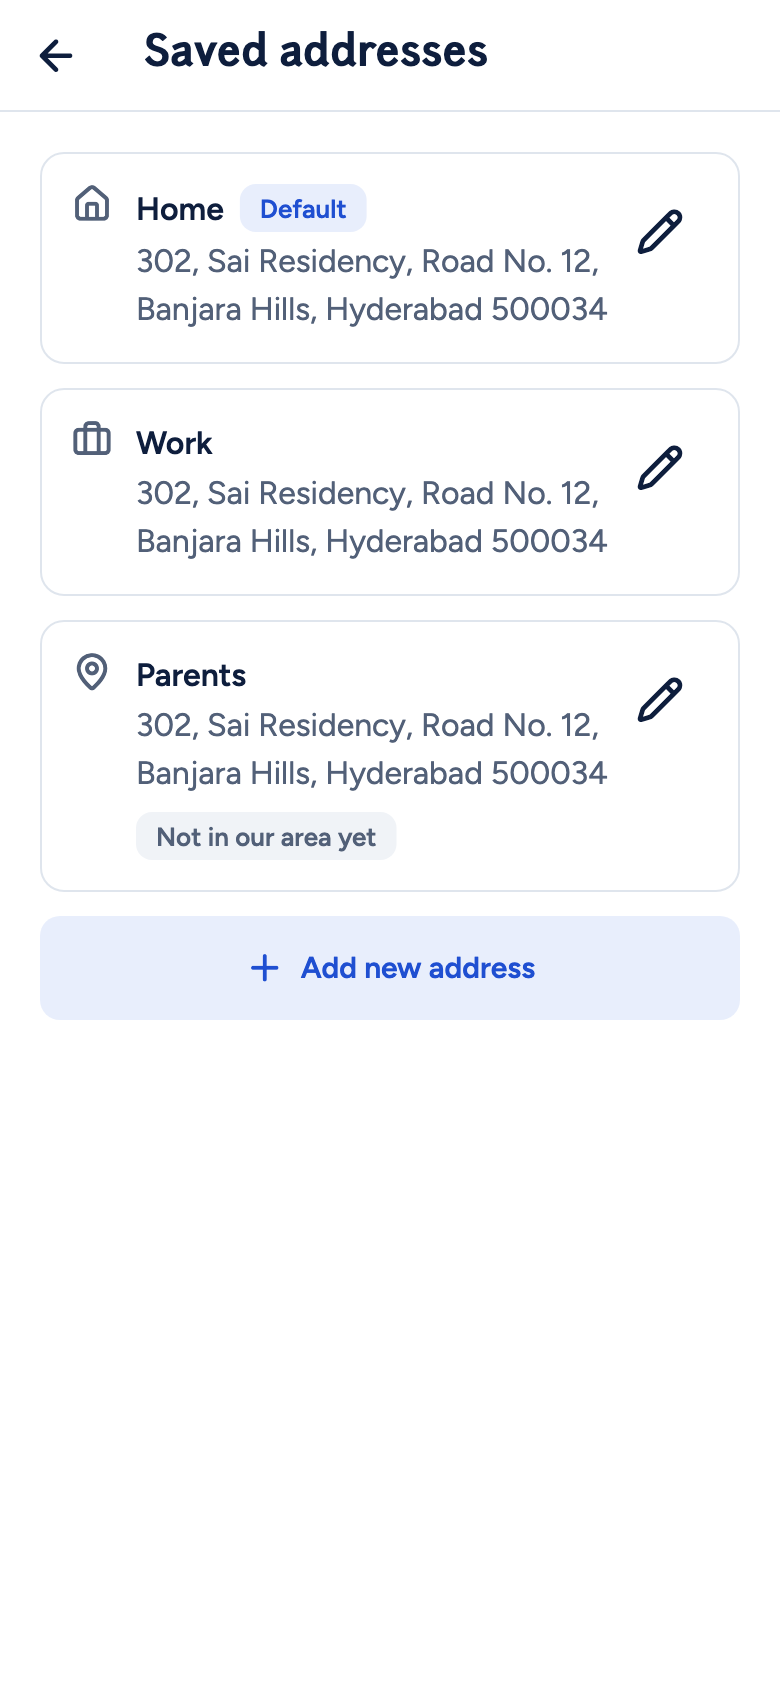 Saved addresses
Home Default
302, Sai Residency, Road No. 12,
Banjara Hills, Hyderabad 500034
Work
302, Sai Residency, Road No. 12,
Banjara Hills, Hyderabad 500034
Parents
302, Sai Residency, Road No. 12,
Banjara Hills, Hyderabad 500034
Not in our area yet
Add new address